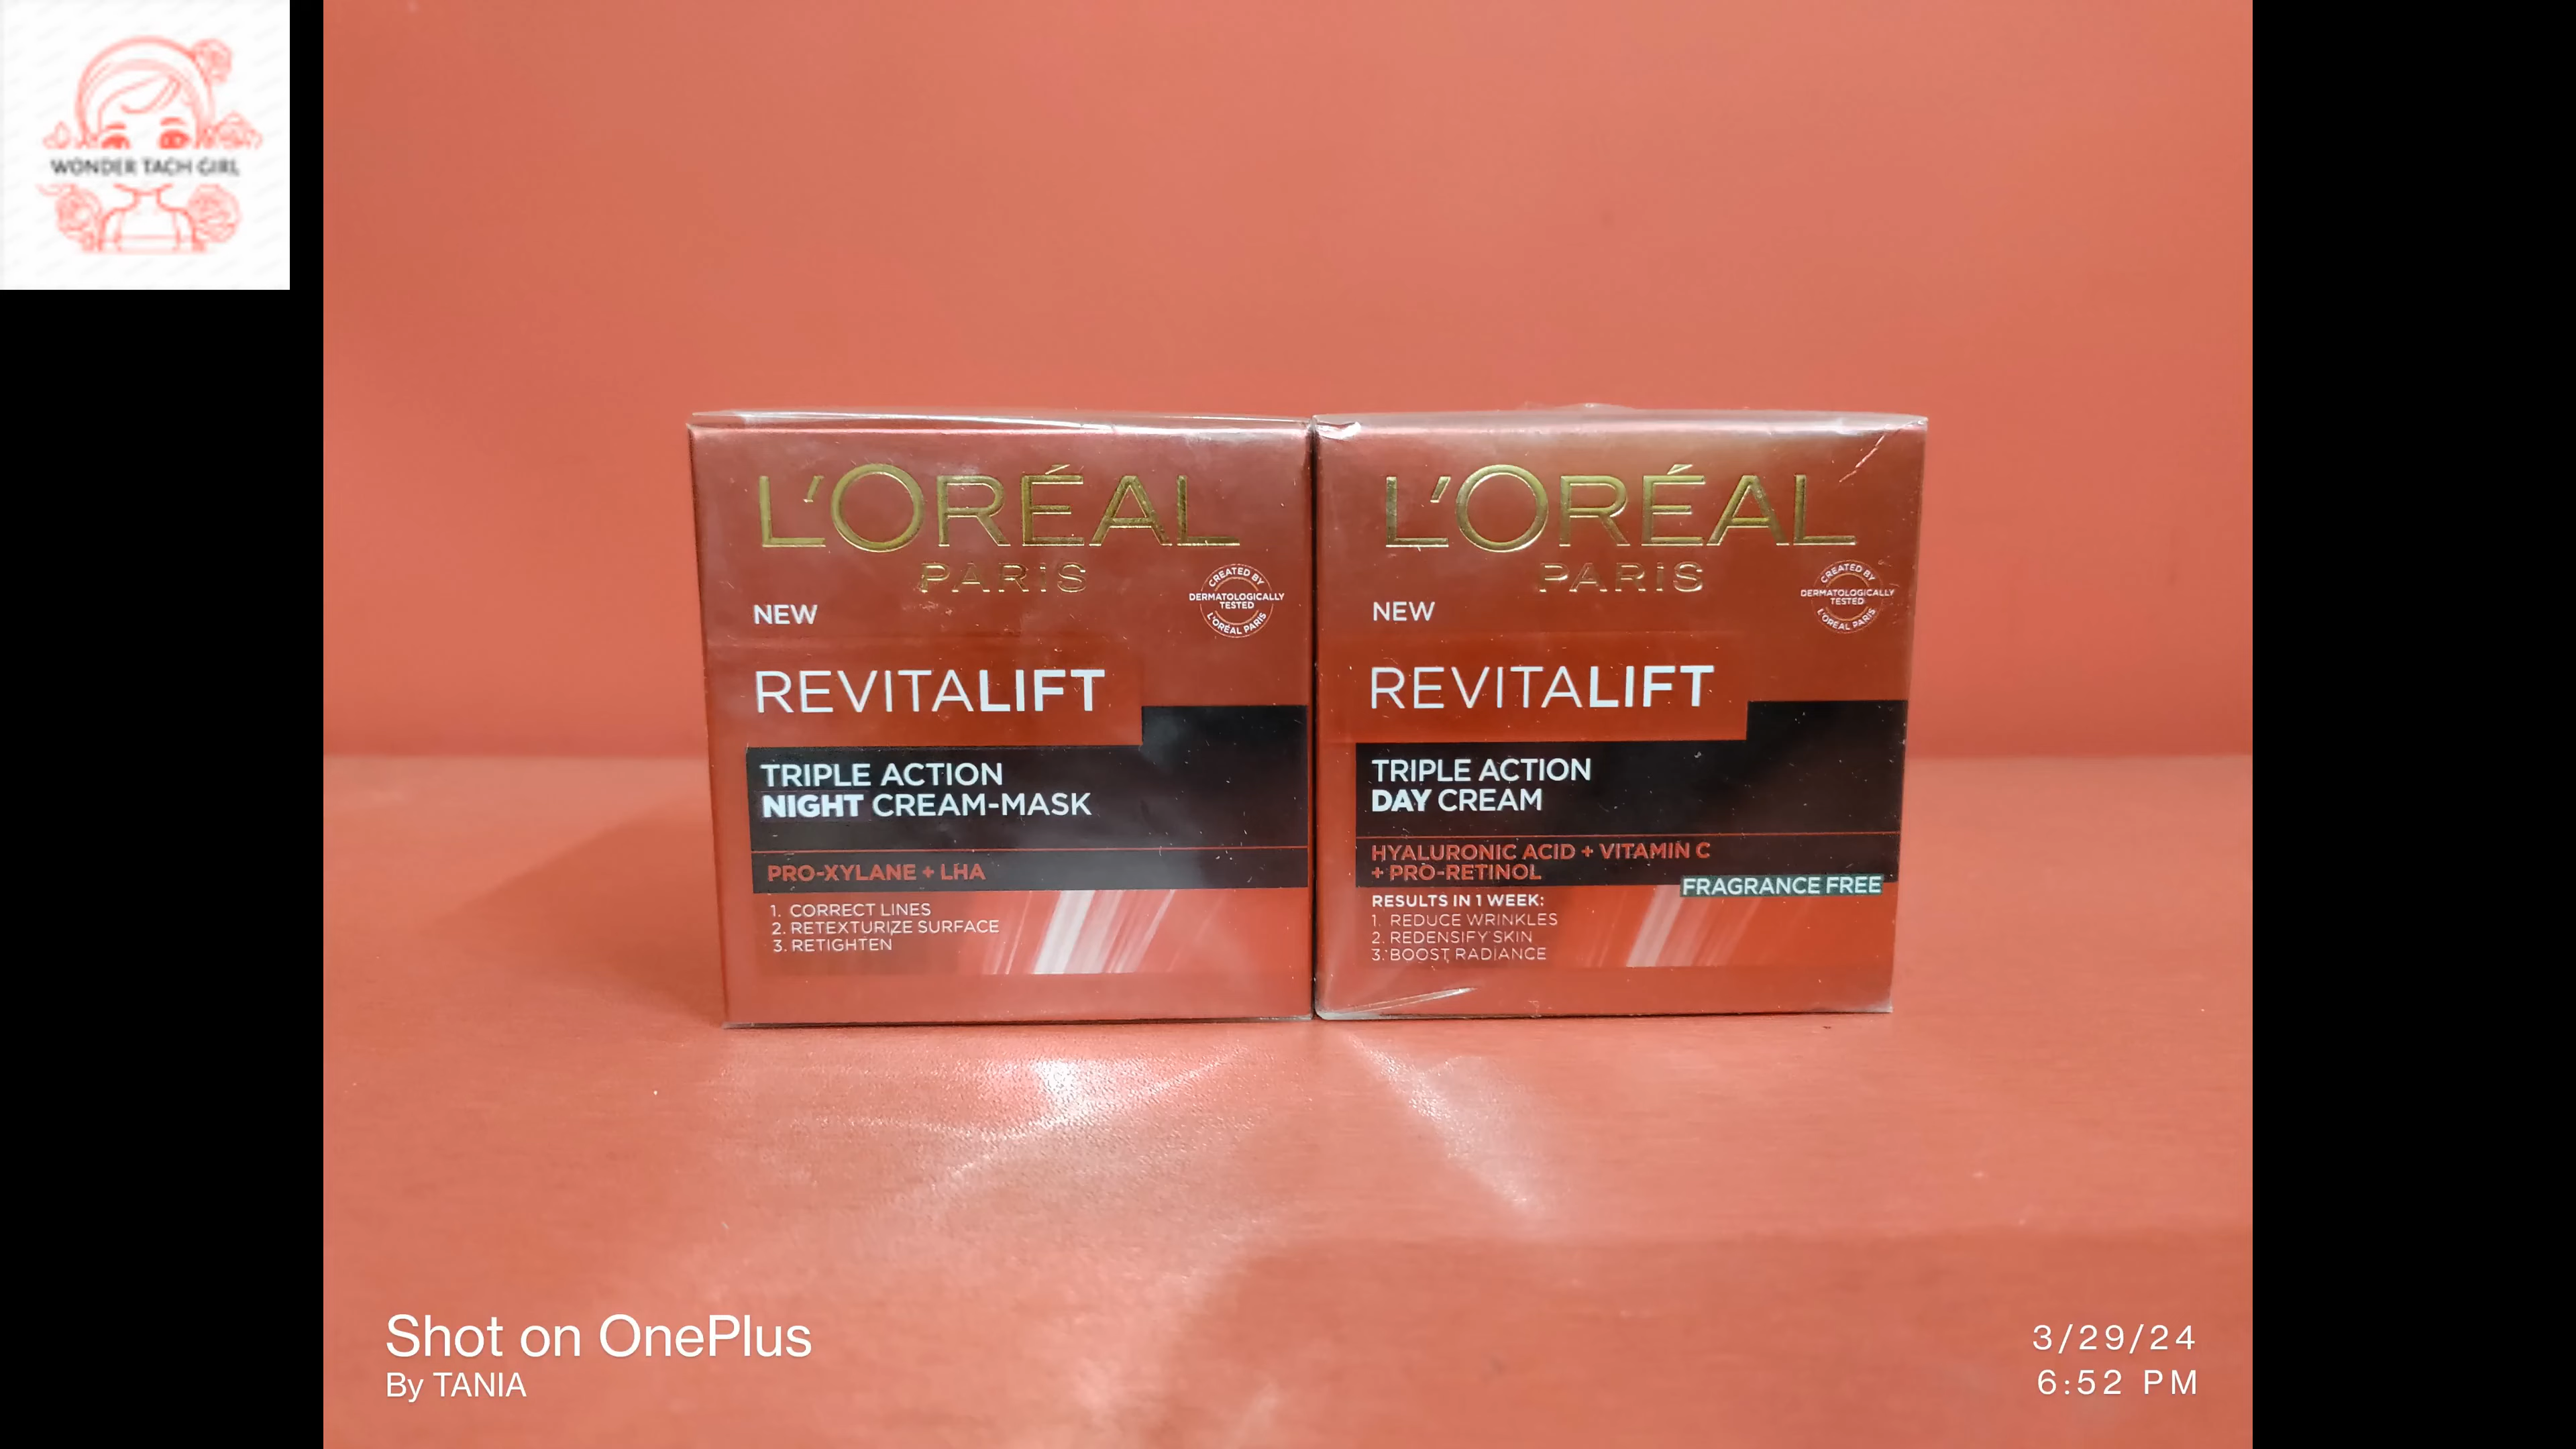 WONDER TACH GIRL
L'ORÉAL
PARIS
CREATED BY
DERMATOLOGICALLY
TESTED
L'ORÉAL PARIS
NEW
REVITALIFT
TRIPLE ACTION
NIGHT CREAM-MASK
PRO-XYLANE + LHA
1. CORRECT LINES
2. RETEXTURIZE SURFACE
3. RETIGHTEN
L'ORÉAL
PARIS
CREATED BY
DERMATOLOGICALLY
TESTED
L'ORÉAL PARIS
NEW
REVITALIFT
TRIPLE ACTION
DAY CREAM
HYALURONIC ACID + VITAMIN C
+ PRO-RETINOL
FRAGRANCE FREE
RESULTS IN 1 WEEK:
1. REDUCE WRINKLES
2. REDENSIFY SKIN
3. BOOST RADIANCE
Shot on OnePlus
By TANIA
3/29/24
6:52 PM